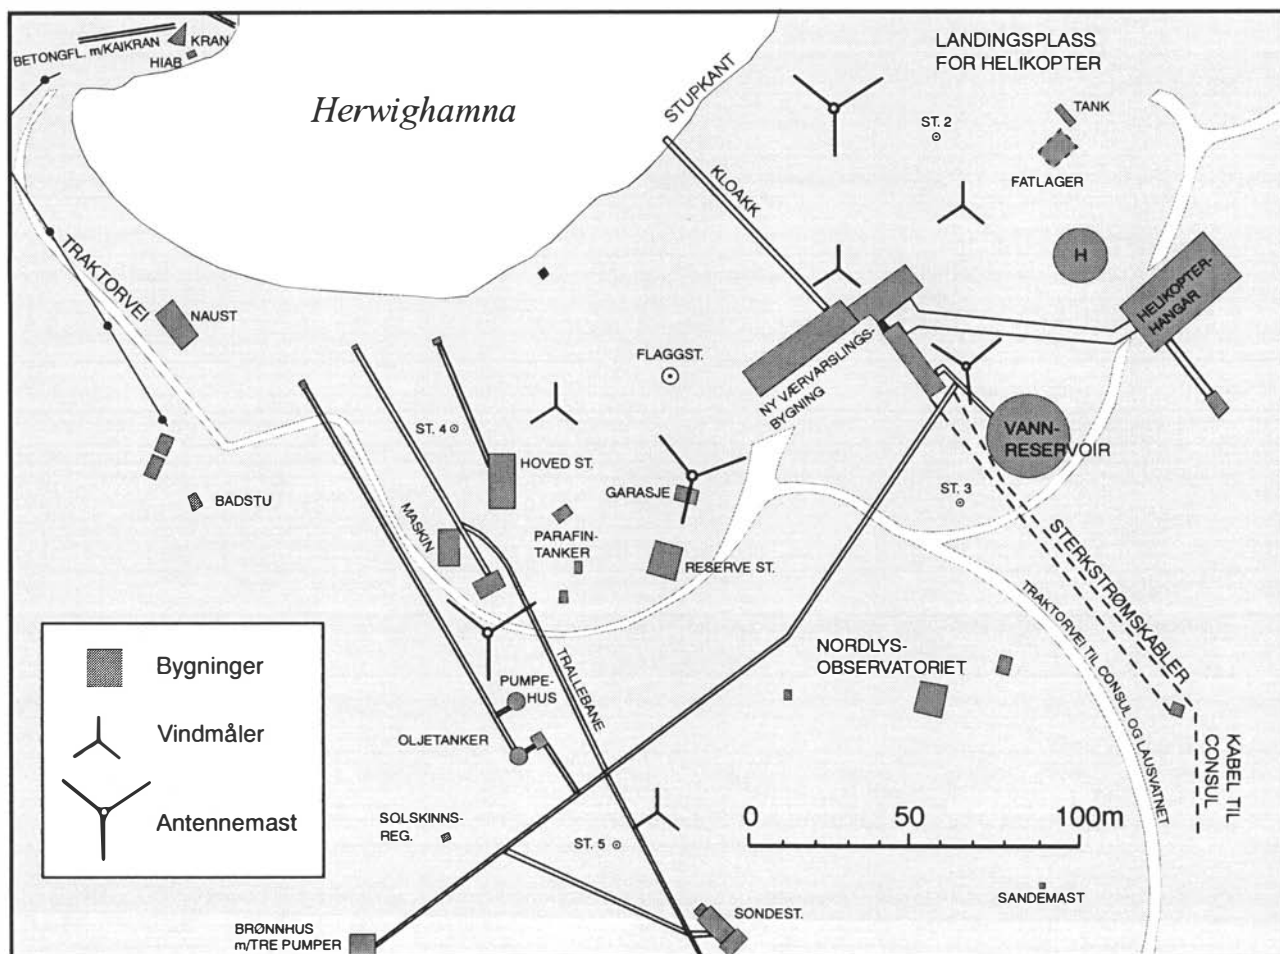 BETONGFL. m/KAIKRAN
KRAN
HIAB
Herwighamna
STUPKANT
LANDINGSPLASS
FOR HELIKOPTER
TANK
ST. 2
FATLAGER
KLOAKK
H
HELIKOPTER-
HANGAR
TRAKTORVEI
NAUST
FLAGGST.
NY VÆRVARSLINGS-
BYGNING
VANN-
RESERVOIR
ST. 4
HOVED ST.
GARASJE
ST. 3
BADSTU
MASKIN
PARAFIN-
TANKER
RESERVE ST.
STERKSTRØMSKABLER
TRAKTORVEI TIL CONSUL OG LAUSVATNET
NORDLYS-
OBSERVATORIET
TRALLEBANE
PUMPE-
HUS
OLJETANKER
KABEL TIL
CONSUL
Bygninger
Vindmåler
Antennemast
SOLSKINNS-
REG.
ST. 5
0 50 100m
SANDEMAST
SONDEST.
BRØNNHUS
m/TRE PUMPER